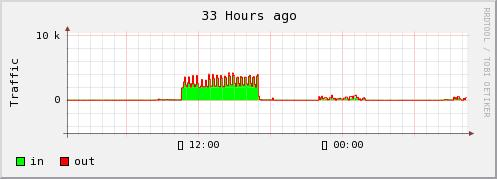 33 Hours ago
10 k
Traffic
0
12:00
00:00
in
out
RRDTOOL / TOBI OETIKER